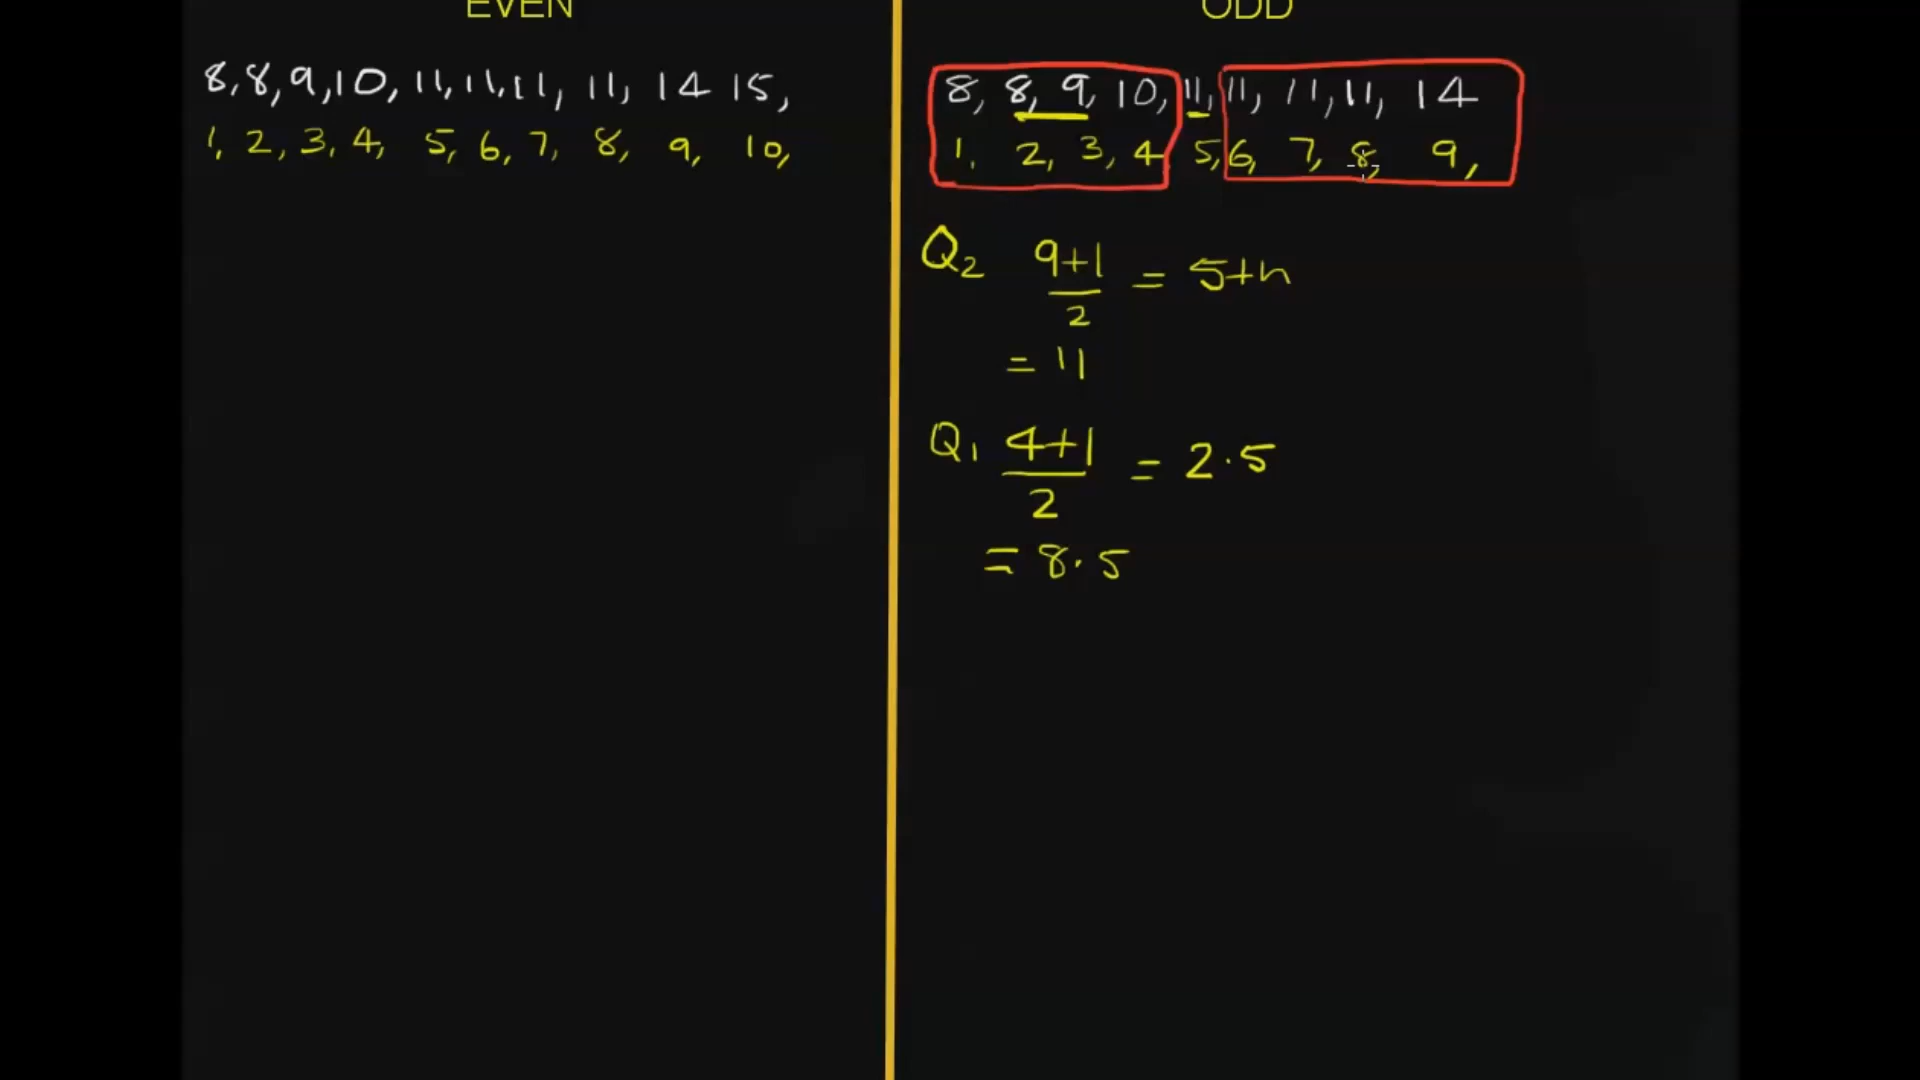 EVEN
8, 8, 9, 10, 11, 11, 11, 11, 14 15,
1, 2, 3, 4, 5, 6, 7, 8, 9, 10,
ODD
8, 8, 9, 10, 11, 11, 11, 11, 14
1, 2, 3, 4 5, 6, 7, 8, 9,
Q2 9+1/2 = 5th
= 11
Q1 4+1/2 = 2.5
= 8.5